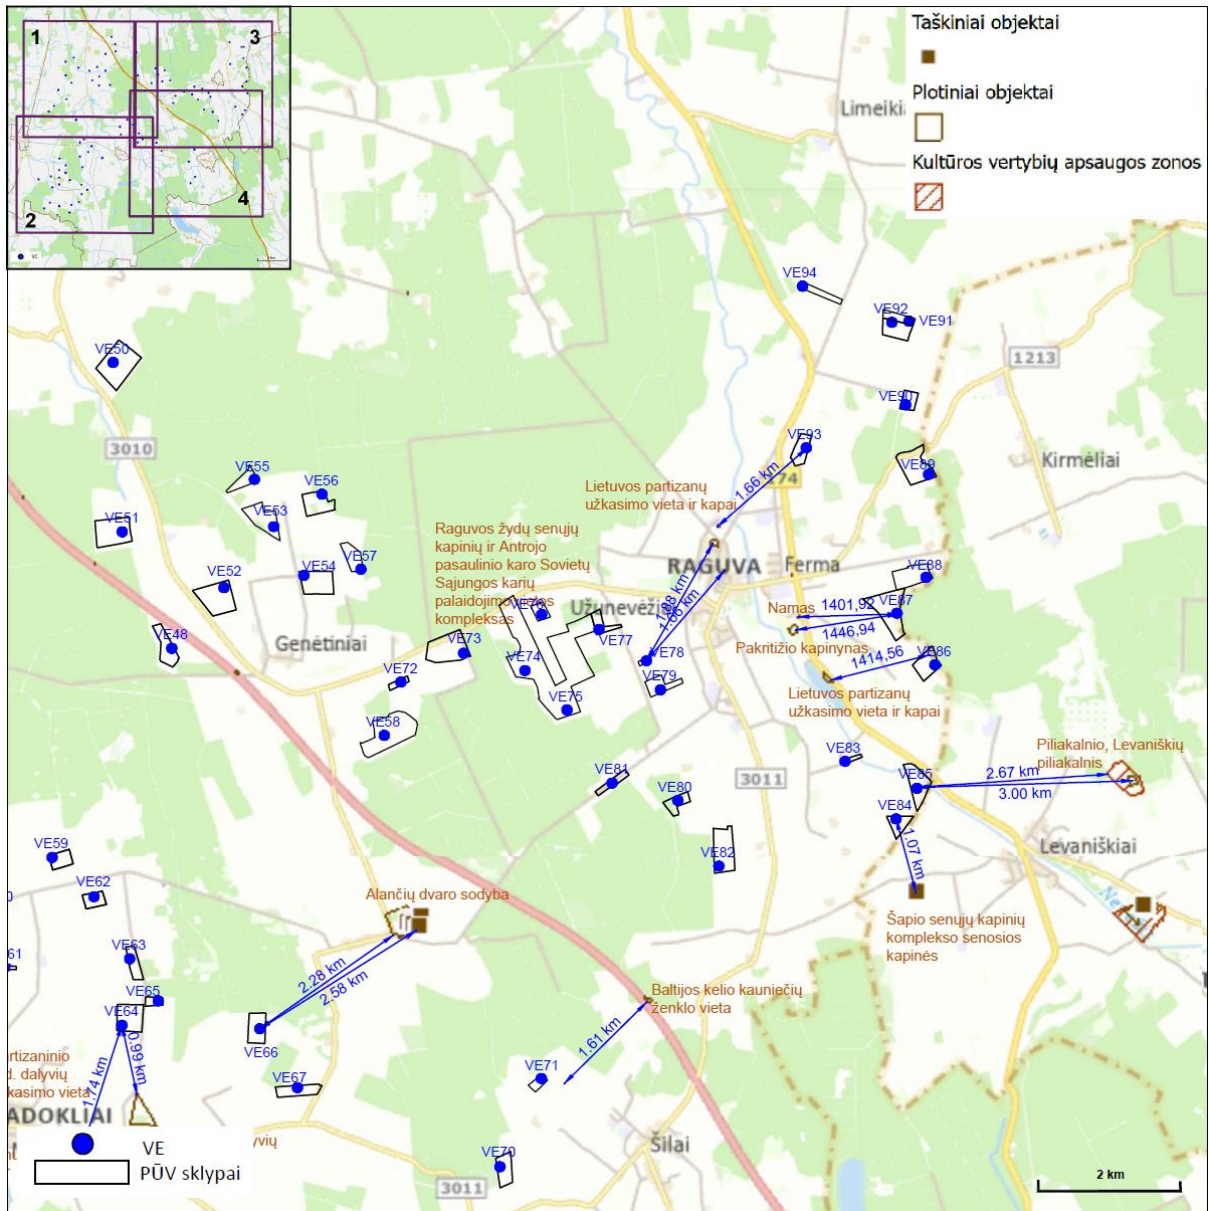 1
3
2
4
VE
Taškiniai objektai
Plotiniai objektai
Kultūros vertybių apsaugos zonos
VE94
VE92
VE91
1213
VE50
VE90
3010
VE93
VE89
Kirmėliai
VE55
VE56
1.66 km
174
Lietuvos partizanų
užkasimo vieta ir kapai
VE51
VE53
Raguvos žydų senųjų
kapinių ir Antrojo
pasaulinio karo Sovietų
Sąjungos karių
kompleksas
VE52
VE54
VE57
RAGUVA
Ferma
VE88
Namas
1401,92
VE87
1446,94
Pakritižio kapinynas
VE77
VE48
Genėtiniai
VE73
VE74
VE78
VE79
1414,56
VE86
VE72
VE75
Lietuvos partizanų
užkasimo vieta ir kapai
VE58
VE83
Piliakalnio, Levaniškių
piliakalnis
2.67 km
3.00 km
VE85
VE81
3011
VE80
VE84
1.07 km
VE59
VE82
Levaniškiai
VE62
Alančių dvaro sodyba
Šapio senųjų kapinių
komplekso senosios
kapinės
61
VE63
2.28 km
2.58 km
VE65
VE64
VE66
Baltijos kelio kauniečių
ženklo vieta
1.61 km
0.99 km
1.74 km
VE71
VE67
ADOKLIAI
VE
PŪV sklypai
Šilai
VE70
3011
2 km